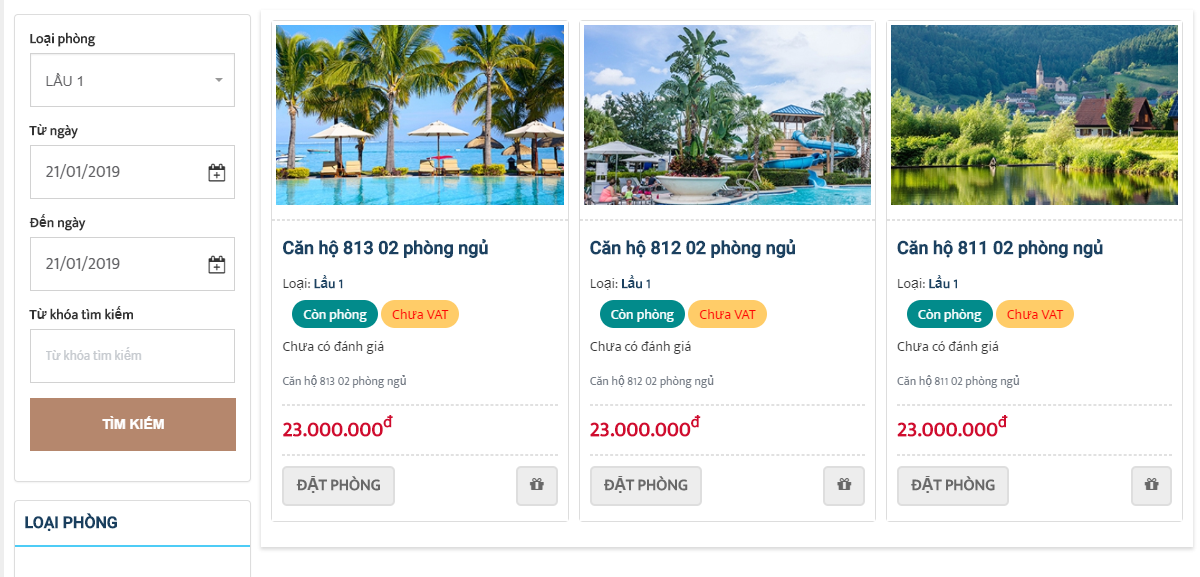 Loại phòng
LẦU 1
Từ ngày
21/01/2019
Đến ngày
21/01/2019
Từ khóa tìm kiếm
Từ khóa tìm kiếm
TÌM KIẾM
LOẠI PHÒNG
Căn hộ 813 02 phòng ngủ
Loại: Lầu 1
Còn phòng Chưa VAT
Chưa có đánh giá
Căn hộ 813 02 phòng ngủ
23.000.000đ
ĐẶT PHÒNG
Căn hộ 812 02 phòng ngủ
Loại: Lầu 1
Còn phòng Chưa VAT
Chưa có đánh giá
Căn hộ 812 02 phòng ngủ
23.000.000đ
ĐẶT PHÒNG
Căn hộ 811 02 phòng ngủ
Loại: Lầu 1
Còn phòng Chưa VAT
Chưa có đánh giá
Căn hộ 811 02 phòng ngủ
23.000.000đ
ĐẶT PHÒNG